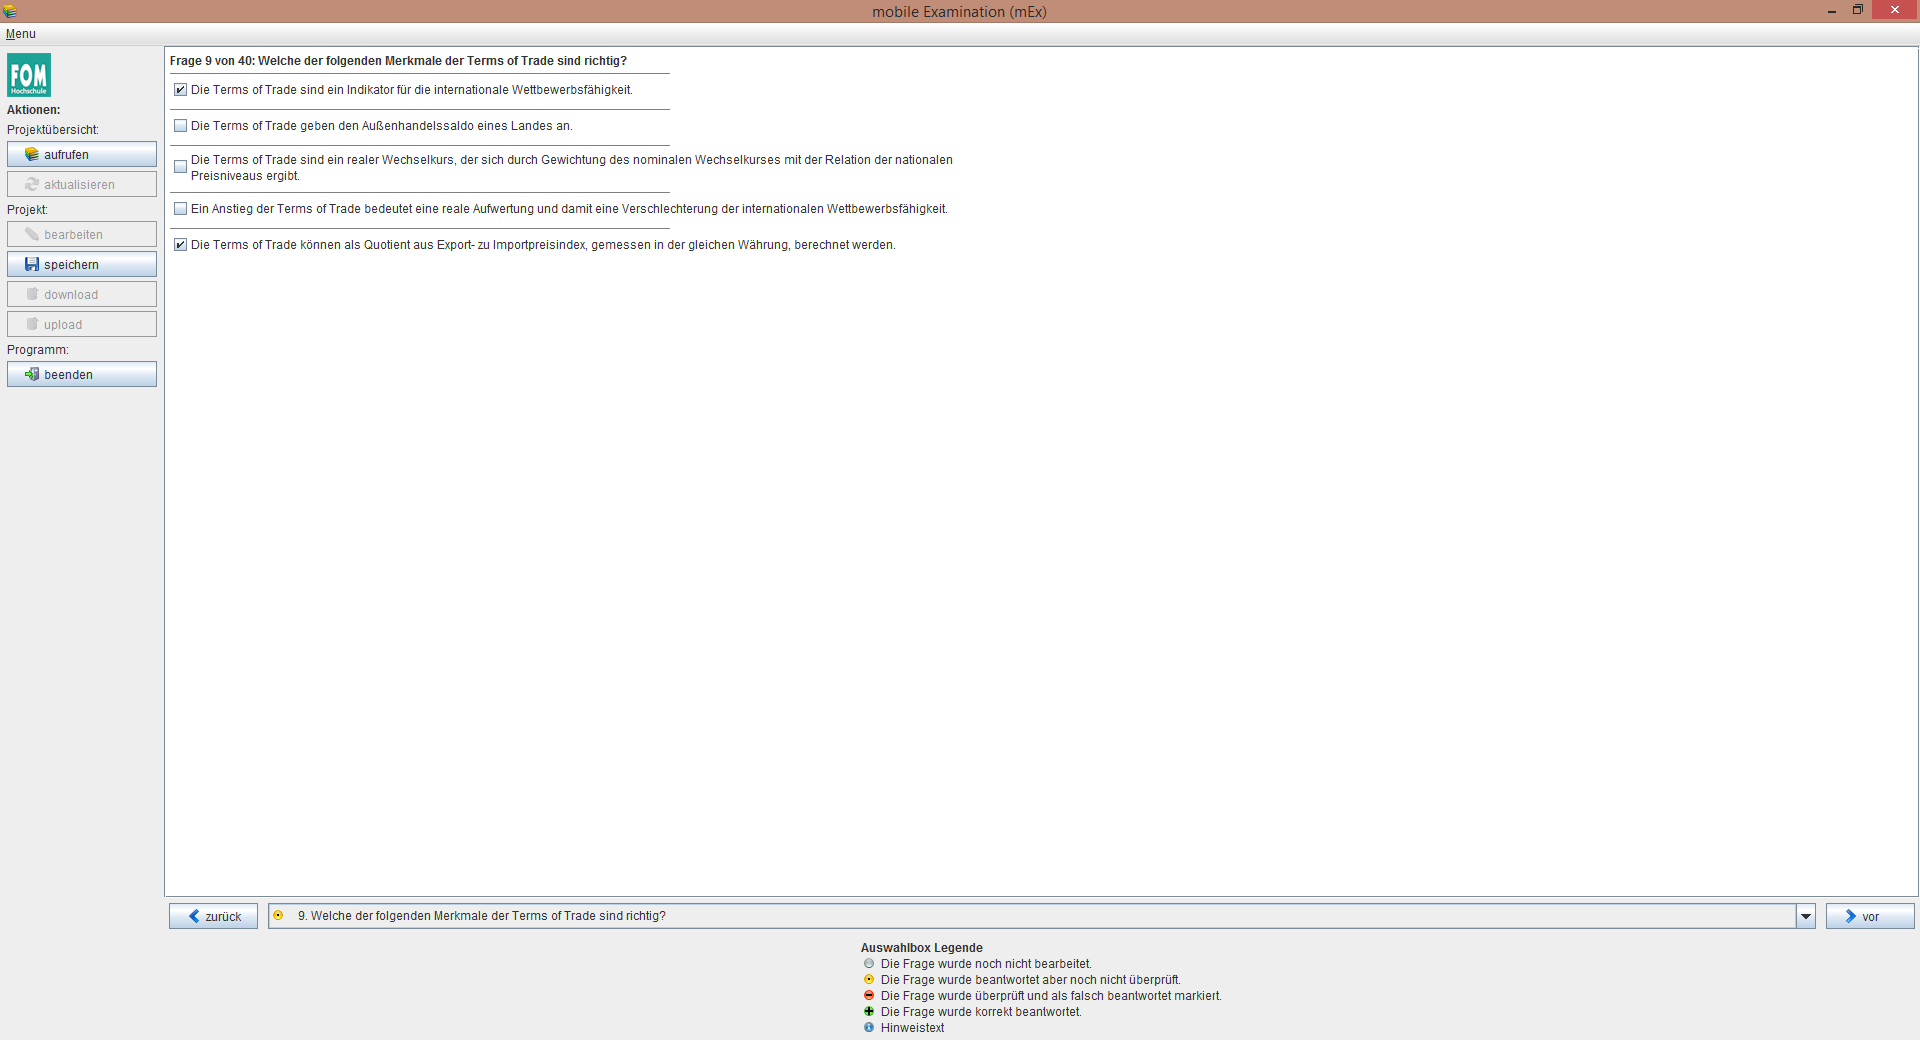 mobile Examination (mEx)
Menu
FOM
Hochschule
Aktionen:
Projektübersicht:
aufrufen
aktualisieren
Projekt:
bearbeiten
speichern
download
upload
Programm:
beenden
Frage 9 von 40: Welche der folgenden Merkmale der Terms of Trade sind richtig?
Die Terms of Trade sind ein Indikator für die internationale Wettbewerbsfähigkeit.
Die Terms of Trade geben den Außenhandelssaldo eines Landes an.
Die Terms of Trade sind ein realer Wechselkurs, der sich durch Gewichtung des nominalen Wechselkurses mit der Relation der nationalen
Preisniveaus ergibt.
Ein Anstieg der Terms of Trade bedeutet eine reale Aufwertung und damit eine Verschlechterung der internationalen Wettbewerbsfähigkeit.
Die Terms of Trade können als Quotient aus Export- zu Importpreisindex, gemessen in der gleichen Währung, berechnet werden.
zurück
9. Welche der folgenden Merkmale der Terms of Trade sind richtig?
vor
Auswahlbox Legende
Die Frage wurde noch nicht bearbeitet.
Die Frage wurde beantwortet aber noch nicht überprüft.
Die Frage wurde überprüft und als falsch beantwortet markiert.
Die Frage wurde korrekt beantwortet.
Hinweistext